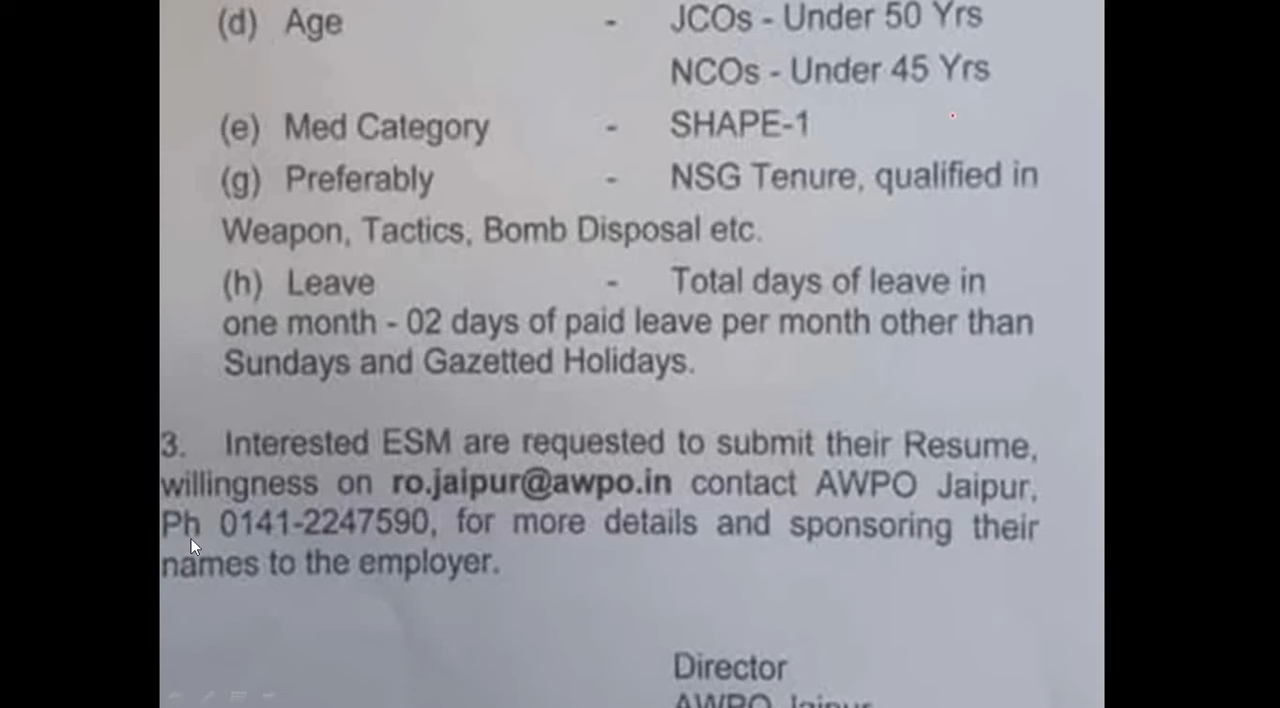 (d) Age - JCOs - Under 50 Yrs
NCOs - Under 45 Yrs
(e) Med Category - SHAPE-1
(g) Preferably - NSG Tenure, qualified in
Weapon, Tactics, Bomb Disposal etc.
(h) Leave - Total days of leave in
one month - 02 days of paid leave per month other than
Sundays and Gazetted Holidays.
3. Interested ESM are requested to submit their Resume,
willingness on ro.jaipur@awpo.in contact AWPO Jaipur,
Ph 0141-2247590, for more details and sponsoring their
names to the employer.
Director
AWPO Jaipur